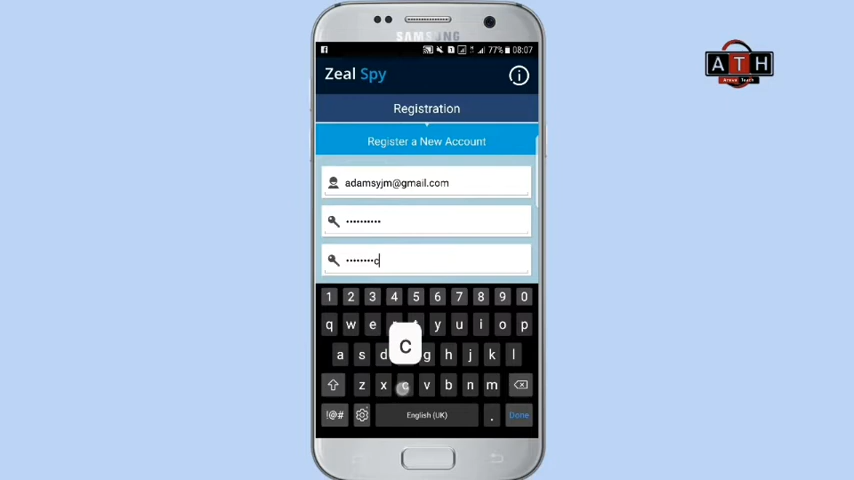 SAMSUNG
77% 08:07
Zeal Spy
Registration
Register a New Account
adamsyjm@gmail.com
••••••••••
••••••••c
1 2 3 4 5 6 7 8 9 0
q w e t y u i o p
a s d g h j k l
C
z x c v b n m
!@# English (UK) . Done
ATH